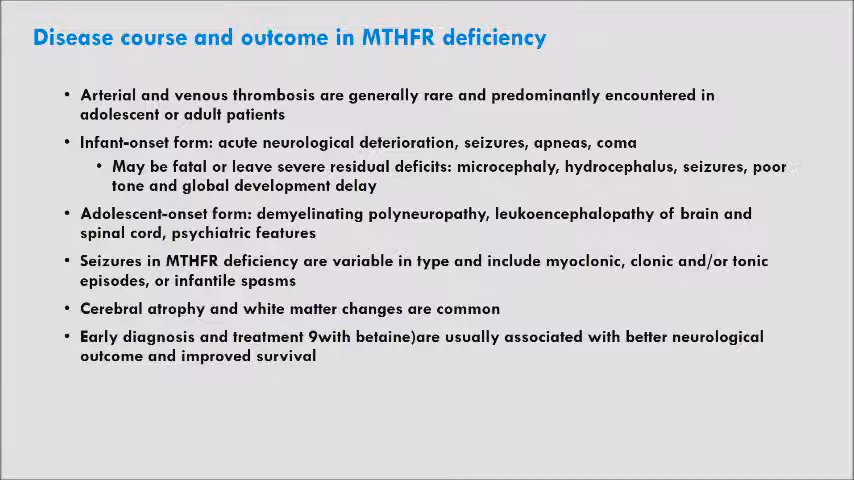 Disease course and outcome in MTHFR deficiency
• Arterial and venous thrombosis are generally rare and predominantly encountered in
adolescent or adult patients
• Infant-onset form: acute neurological deterioration, seizures, apneas, coma
• May be fatal or leave severe residual deficits: microcephaly, hydrocephalus, seizures, poor
tone and global development delay
• Adolescent-onset form: demyelinating polyneuropathy, leukoencephalopathy of brain and
spinal cord, psychiatric features
• Seizures in MTHFR deficiency are variable in type and include myoclonic, clonic and/or tonic
episodes, or infantile spasms
• Cerebral atrophy and white matter changes are common
• Early diagnosis and treatment 9with betaine)are usually associated with better neurological
outcome and improved survival